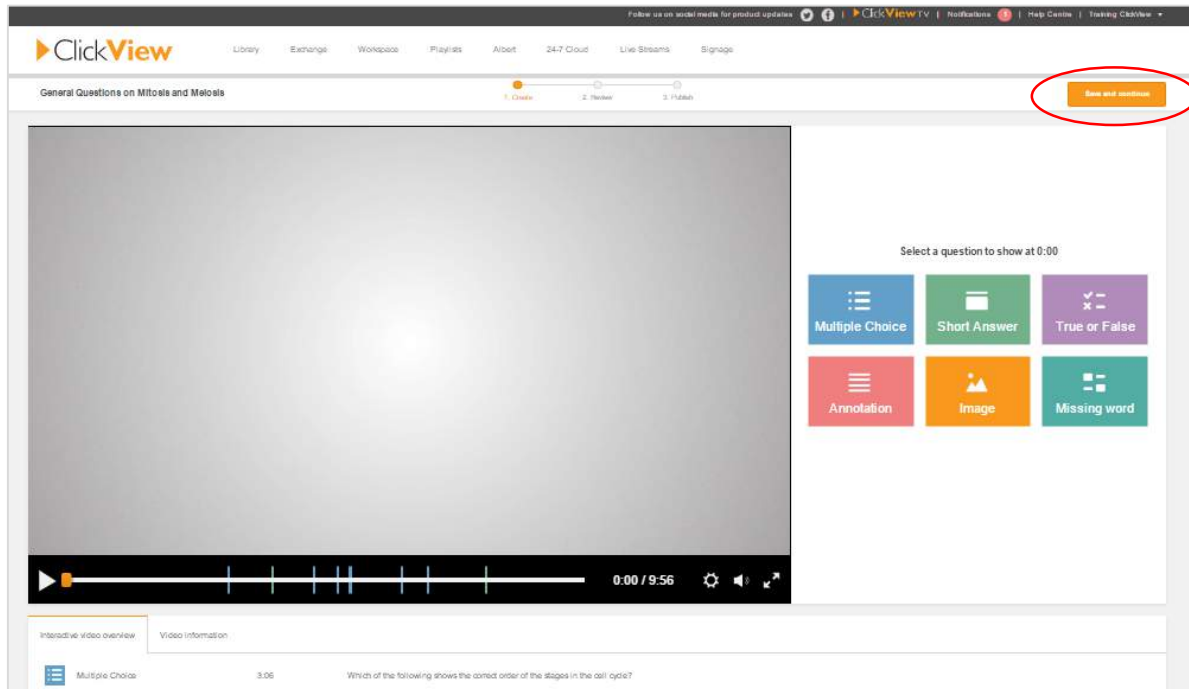 Follow us on social media for product updates | ClickView TV | Notifications 1 | Help Centre | Training ClickView
ClickView Library Exchange Workspace Playlists Albert 24-7 Cloud Live Streams Signage
General Questions on Mitosis and Meiosis 1. Create 2. Review 3. Publish Save and continue
Select a question to show at 0:00
Multiple Choice Short Answer True or False
Annotation Image Missing word
0:00 / 9:56
Interactive video overview Video information
Multiple Choice 3:06 Which of the following shows the correct order of the stages in the cell cycle?